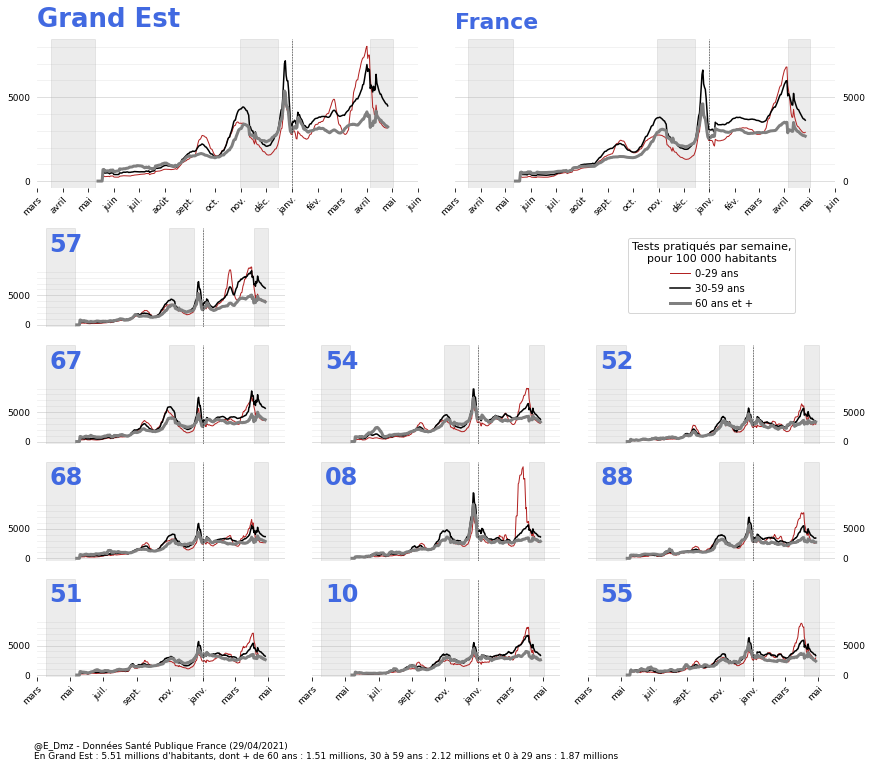 Grand Est
France
5000
0
5000
0
mars avril mai juin juil. août sept. oct. nov. déc. janv. fév. mars avril mai juin
mars avril mai juin juil. août sept. oct. nov. déc. janv. fév. mars avril mai juin
57
5000
0
Tests pratiqués par semaine,
pour 100 000 habitants
0-29 ans
30-59 ans
60 ans et +
67
54
52
5000
0
5000
0
68
08
88
5000
0
5000
0
51
10
55
5000
0
5000
0
mars mai juil. sept. nov. janv. mars mai
mars mai juil. sept. nov. janv. mars mai
mars mai juil. sept. nov. janv. mars mai
@E_Dmz - Données Santé Publique France (29/04/2021)
En Grand Est : 5.51 millions d'habitants, dont + de 60 ans : 1.51 millions, 30 à 59 ans : 2.12 millions et 0 à 29 ans : 1.87 millions